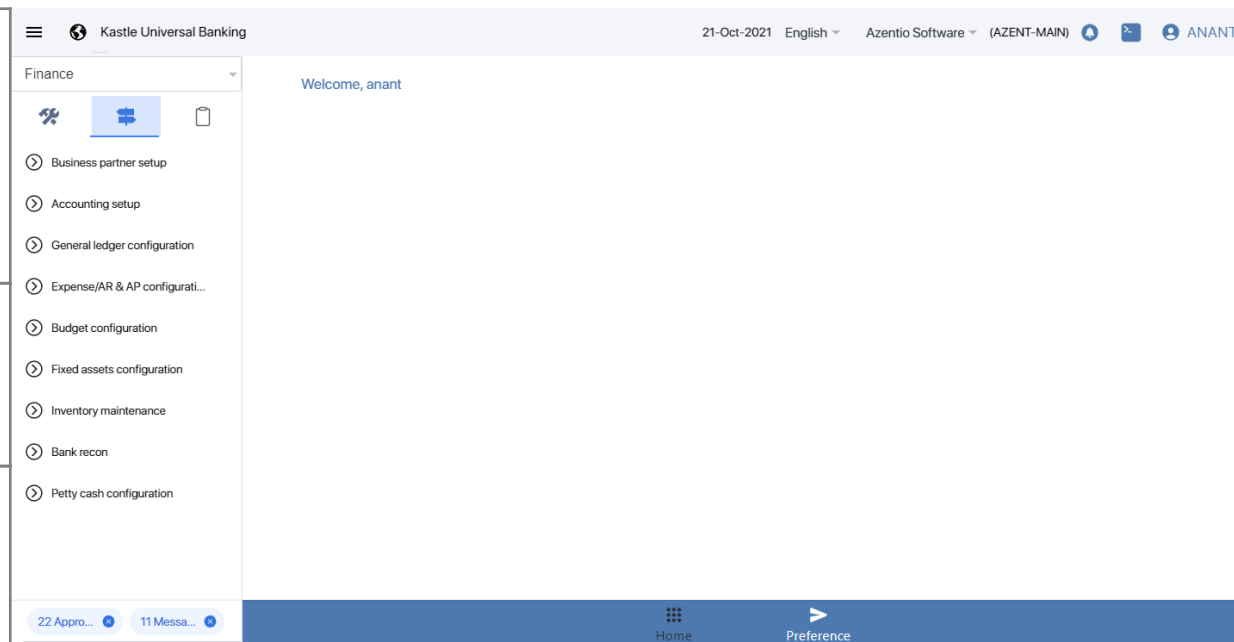 Kastle Universal Banking
21-Oct-2021 English Azentio Software (AZENT-MAIN) ANANT
Finance
Welcome, anant
Business partner setup
Accounting setup
General ledger configuration
Expense/AR & AP configurati...
Budget configuration
Fixed assets configuration
Inventory maintenance
Bank recon
Petty cash configuration
22 Appro... 11 Messa...
Home Preference